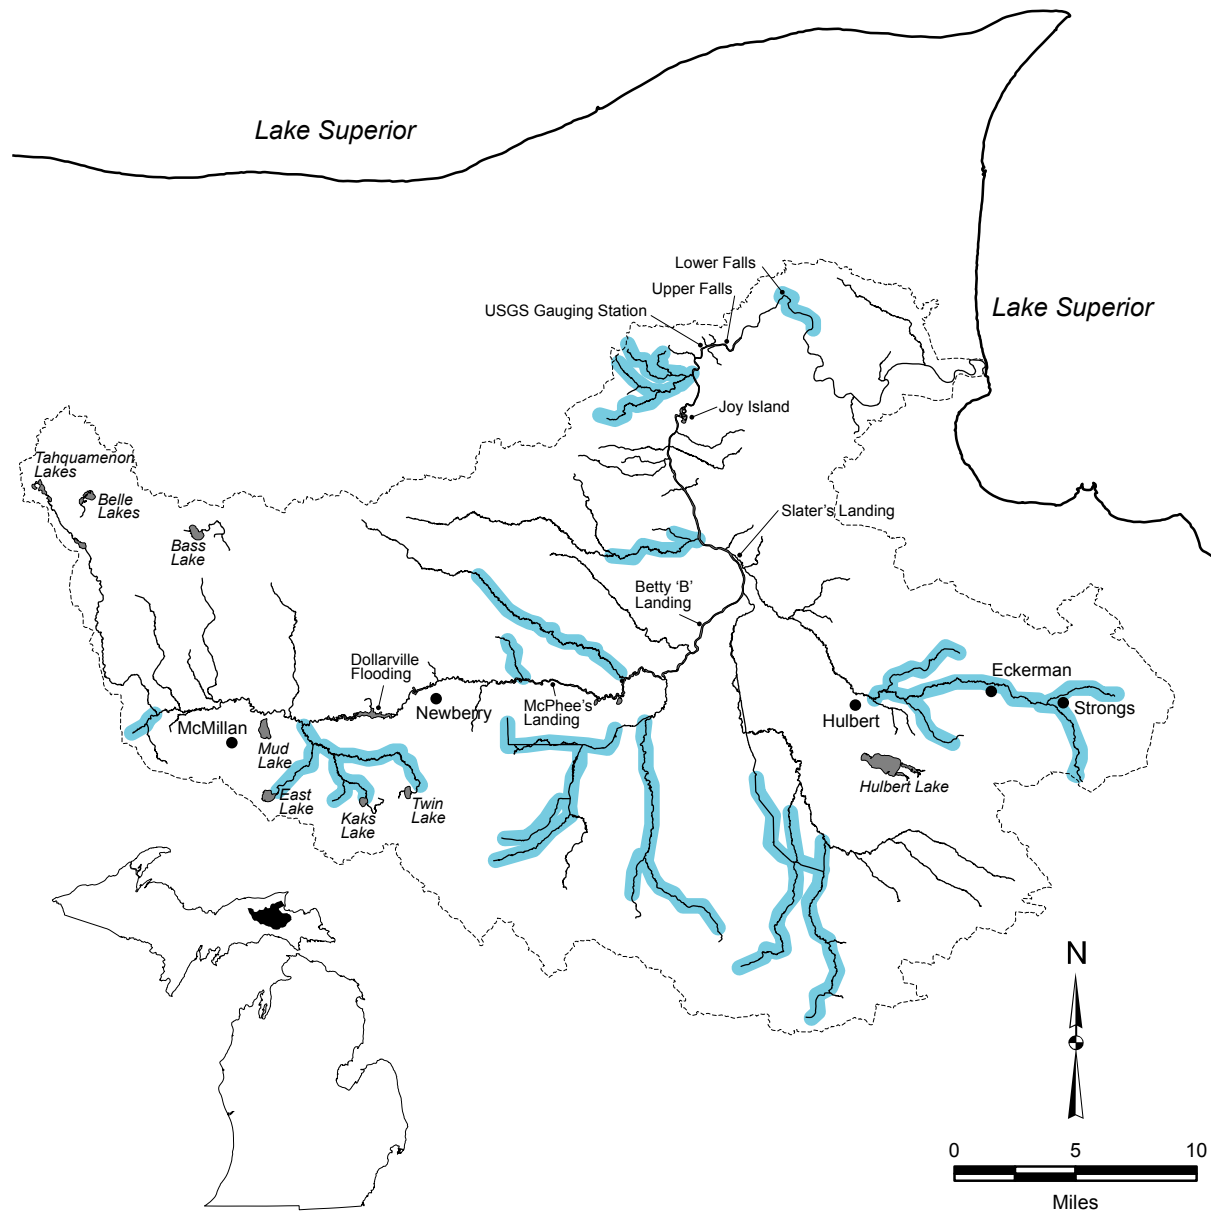 Lake Superior
Lower Falls
Upper Falls
USGS Gauging Station
Lake Superior
Joy Island
Tahquamenon
Lakes
Belle
Lakes
Bass
Lake
Slater's Landing
Betty 'B'
Landing
Dollarville
Flooding
McPhee's
Landing
Newberry
McMillan
Mud
Lake
East
Lake
Kaks
Lake
Twin
Lake
Eckerman
Strongs
Hulbert
Hulbert Lake
N
0 5 10
Miles